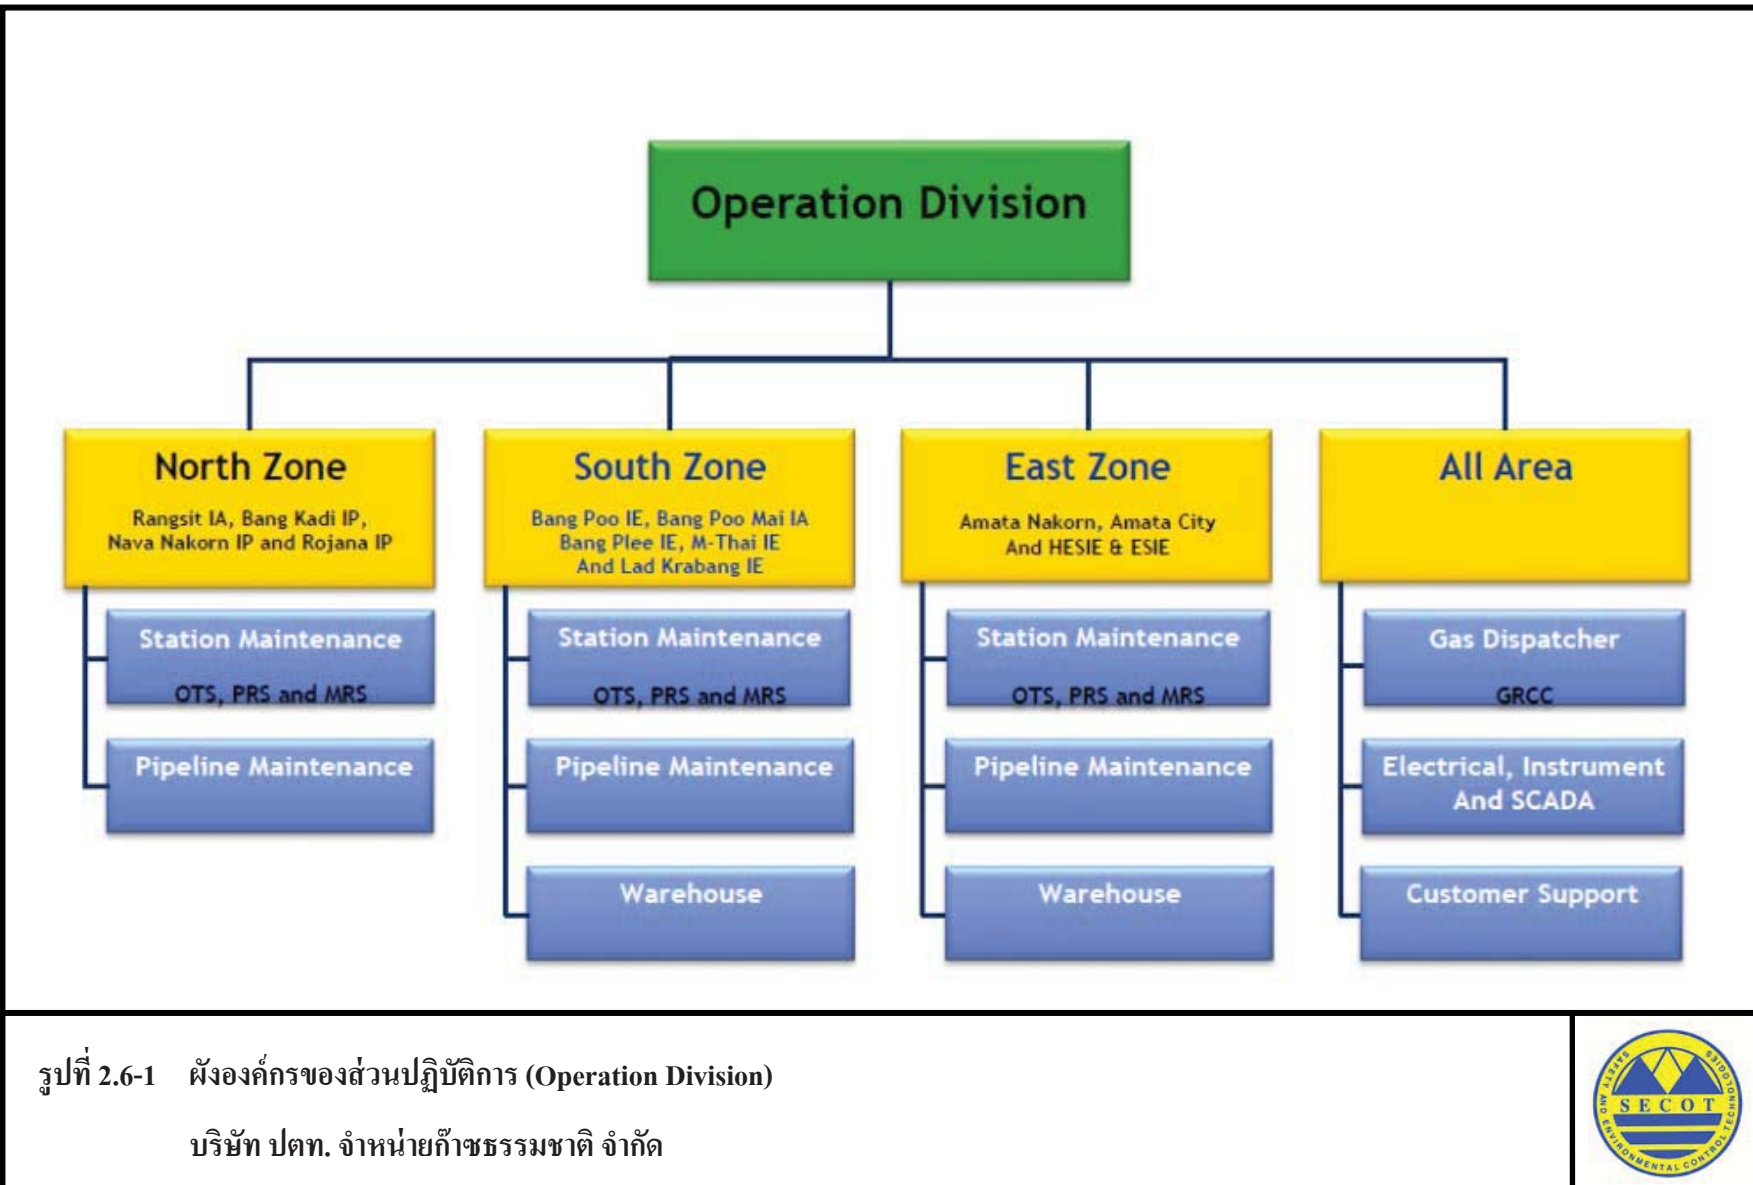 Operation Division
North Zone
Rangsit IA, Bang Kadi IP,
Nava Nakorn IP and Rojana IP
Station Maintenance
OTS, PRS and MRS
Pipeline Maintenance
South Zone
Bang Poo IE, Bang Poo Mai IA
Bang Plee IE, M-Thai IE
And Lad Krabang IE
Station Maintenance
OTS, PRS and MRS
Pipeline Maintenance
Warehouse
East Zone
Amata Nakorn, Amata City
And HESIE & ESIE
Station Maintenance
OTS, PRS and MRS
Pipeline Maintenance
Warehouse
All Area
Gas Dispatcher
GRCC
Electrical, Instrument
And SCADA
Customer Support
รูปที่ 2.6-1 ผังองค์กรของส่วนปฏิบัติการ (Operation Division)
บริษัท ปตท. จำหน่ายก๊าซธรรมชาติ จำกัด
SECOT
SAFETY AND ENVIRONMENTAL CONTROL TECHNOLOGIES